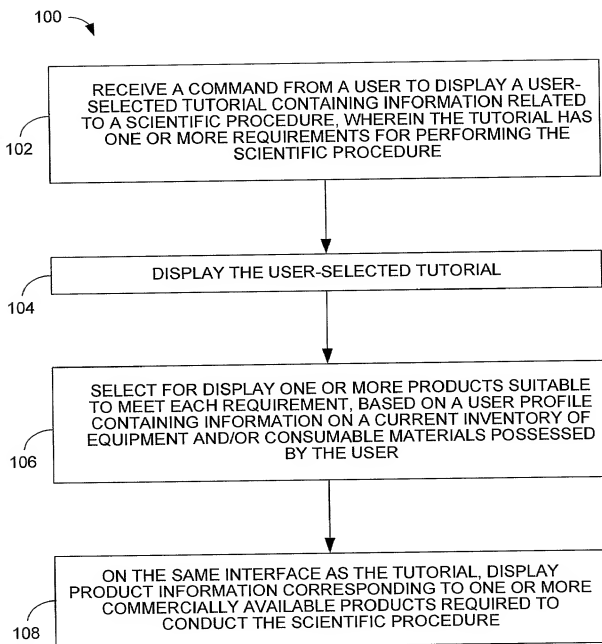 100
RECEIVE A COMMAND FROM A USER TO DISPLAY A USER-
SELECTED TUTORIAL CONTAINING INFORMATION RELATED
TO A SCIENTIFIC PROCEDURE, WHEREIN THE TUTORIAL HAS
ONE OR MORE REQUIREMENTS FOR PERFORMING THE
SCIENTIFIC PROCEDURE
102
DISPLAY THE USER-SELECTED TUTORIAL
104
SELECT FOR DISPLAY ONE OR MORE PRODUCTS SUITABLE
TO MEET EACH REQUIREMENT, BASED ON A USER PROFILE
CONTAINING INFORMATION ON A CURRENT INVENTORY OF
EQUIPMENT AND/OR CONSUMABLE MATERIALS POSSESSED
BY THE USER
106
ON THE SAME INTERFACE AS THE TUTORIAL, DISPLAY
PRODUCT INFORMATION CORRESPONDING TO ONE OR MORE
COMMERCIALLY AVAILABLE PRODUCTS REQUIRED TO
CONDUCT THE SCIENTIFIC PROCEDURE
108